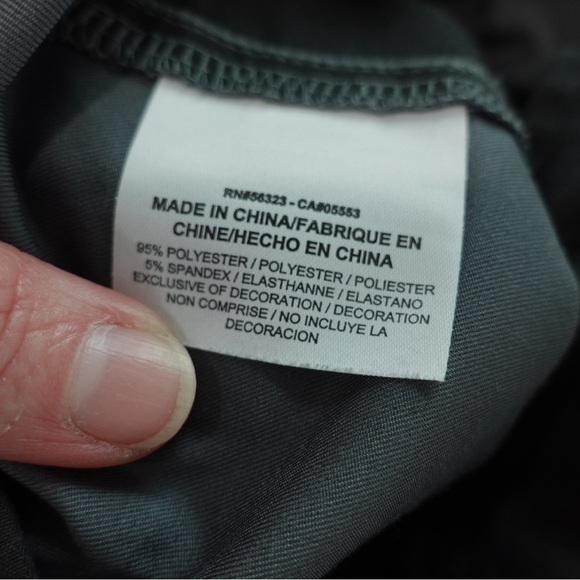 RN#56323 - CA#05553
MADE IN CHINA/FABRIQUE EN
CHINE/HECHO EN CHINA
95% POLYESTER / POLYESTER / POLIESTER
5% SPANDEX / ELASTHANNE / ELASTANO
EXCLUSIVE OF DECORATION / DECORATION
NON COMPRISE / NO INCLUYE LA
DECORACION